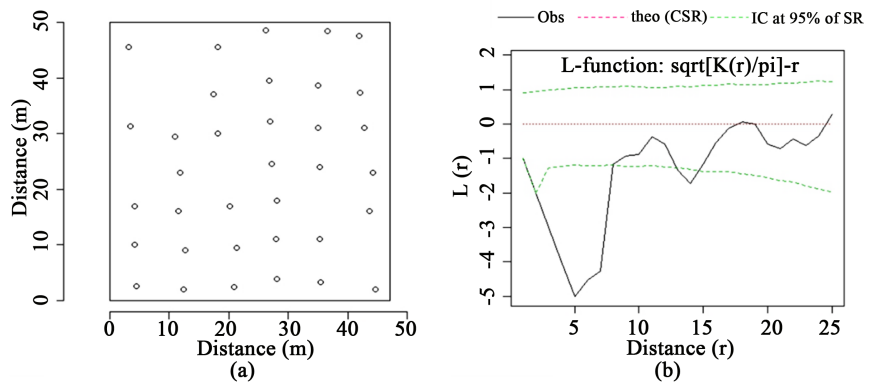 50
40
30
20
10
0
Distance (m)
0 10 20 30 40 50
Distance (m)
(a)
Obs theo (CSR) IC at 95% of SR
L-function: sqrt[K(r)/pi]-r
2
1
0
-1
-2
-3
-4
-5
L (r)
5 10 15 20 25
Distance (r)
(b)